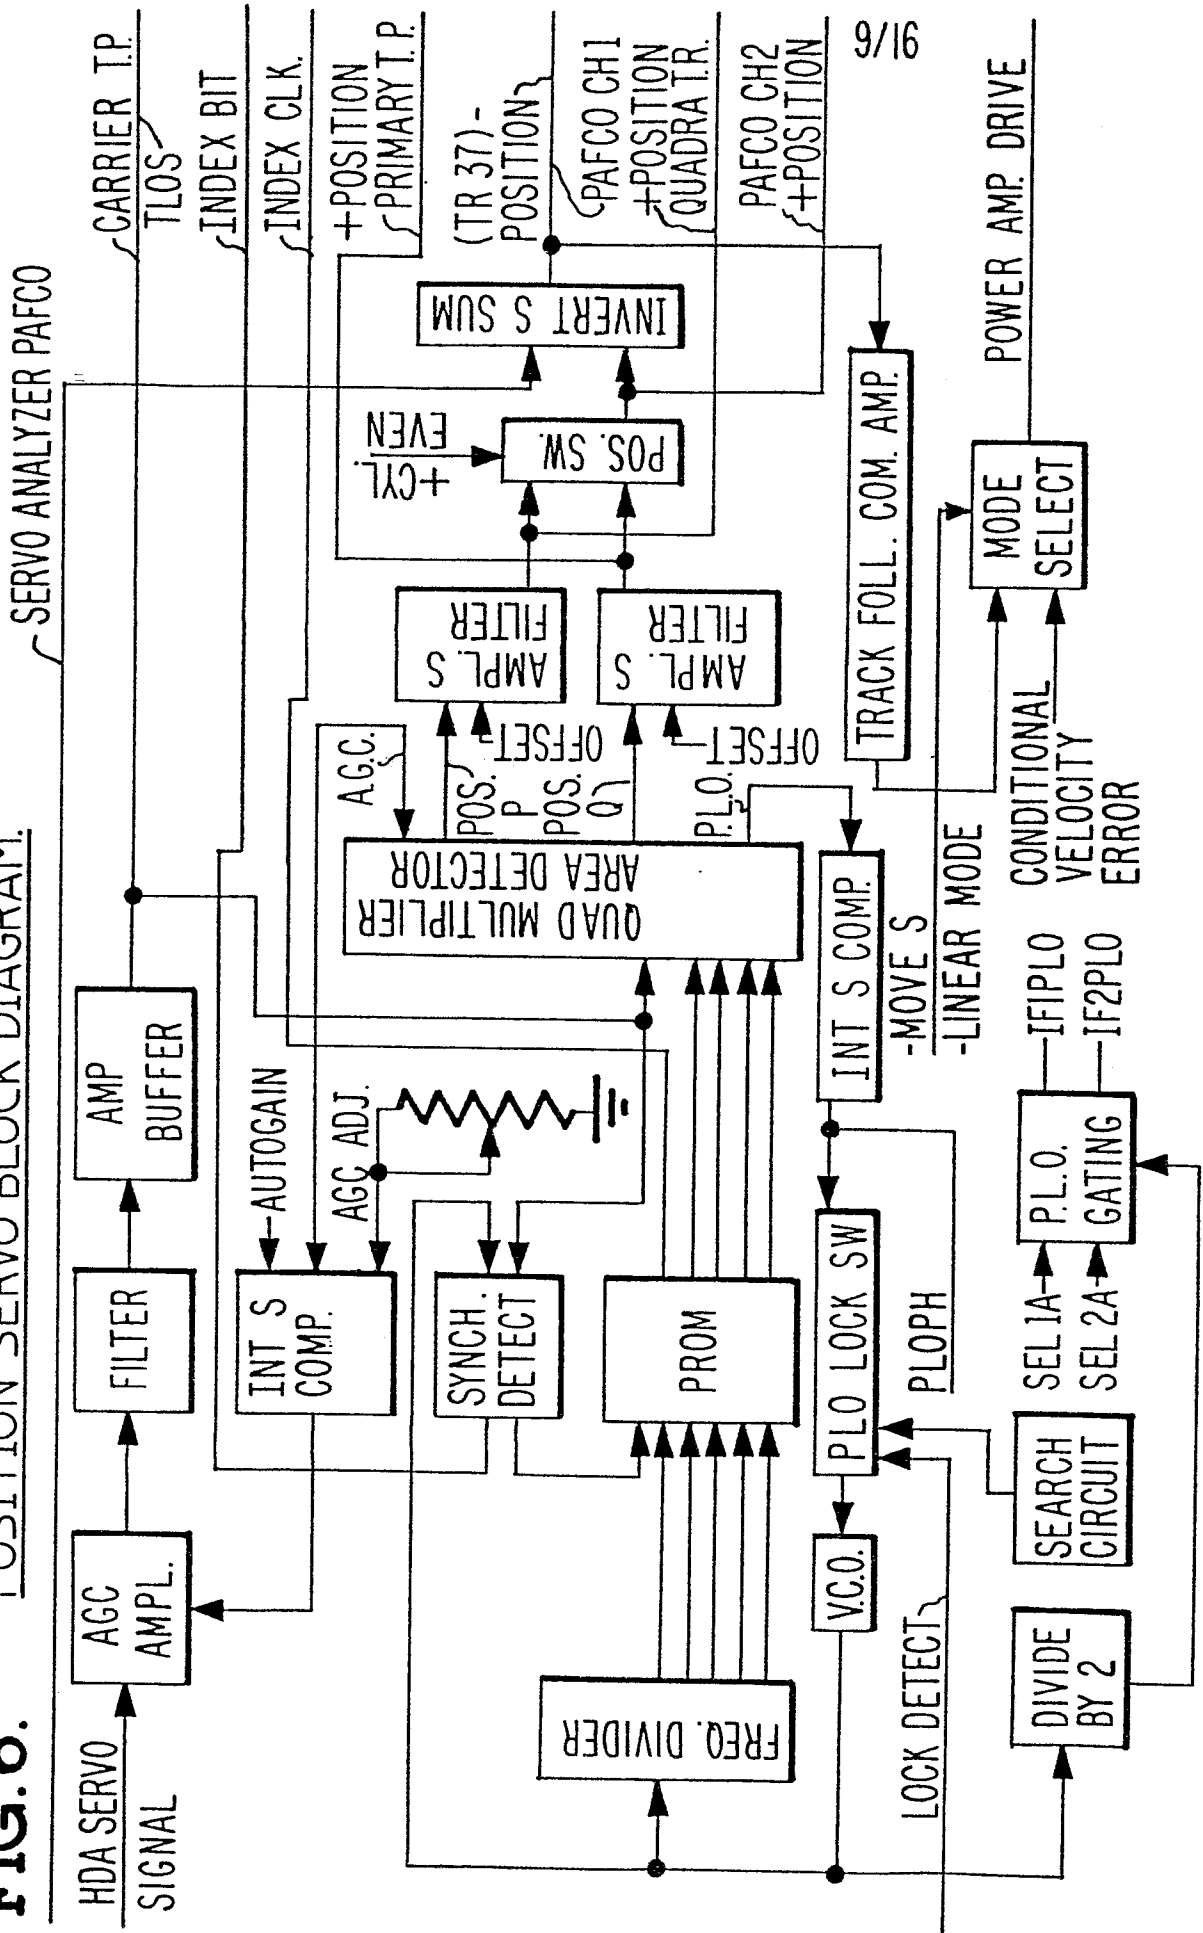 FIG. 6.
POSITION SERVO BLOCK DIAGRAM.
SERVO ANALYZER PAFCO
HDA SERVO
SIGNAL
AGC
AMPL.
FILTER
AMP
BUFFER
CARRIER T.P.
TLOS
INDEX BIT
INDEX CLK.
+POSITION
PRIMARY T.P.
(TR 37)-
POSITION
PAFCO CH1
+POSITION
QUADRA T.R.
PAFCO CH2
+POSITION
9/16
INT S
COMP.
AUTOGAIN
AGC ADJ.
SYNCH.
DETECT
PROM
FREQ. DIVIDER
QUAD MULTIPLIER
AREA DETECTOR
A.G.C.
POS.
P
POS.
Q
P.L.O.
OFFSET
OFFSET
AMPL. S
FILTER
AMPL. S
FILTER
+CYL.
EVEN
POS. SW.
INVERT S SUM
TRACK FOLL. COM. AMP.
INT S COMP.
PLO LOCK SW
PLOPH
V.C.O.
LOCK DETECT
SEARCH
CIRCUIT
DIVIDE
BY 2
SEL 1A
SEL 2A
P.L.O.
GATING
IF1PLO
IF2PLO
-MOVE S
-LINEAR MODE
CONDITIONAL
VELOCITY
ERROR
MODE
SELECT
POWER AMP. DRIVE